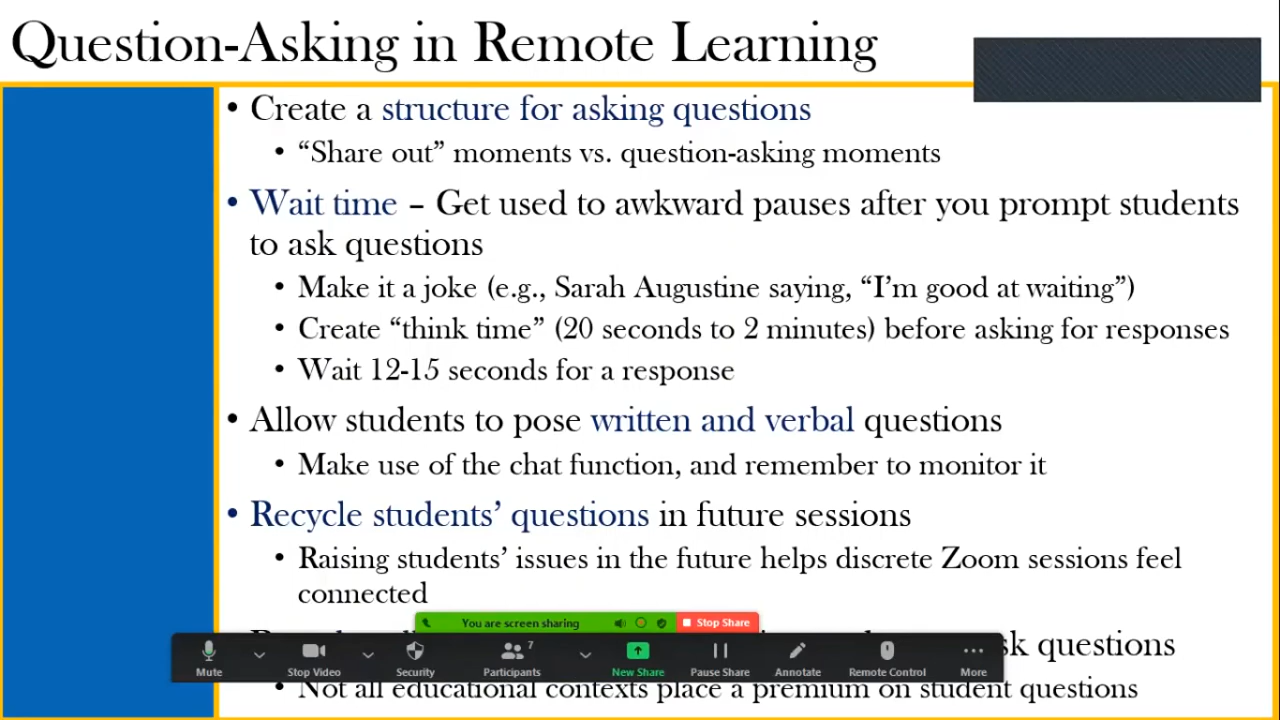 Question-Asking in Remote Learning
• Create a structure for asking questions
• “Share out” moments vs. question-asking moments
• Wait time – Get used to awkward pauses after you prompt students
to ask questions
• Make it a joke (e.g., Sarah Augustine saying, “I’m good at waiting”)
• Create “think time” (20 seconds to 2 minutes) before asking for responses
• Wait 12-15 seconds for a response
• Allow students to pose written and verbal questions
• Make use of the chat function, and remember to monitor it
• Recycle students’ questions in future sessions
• Raising students’ issues in the future helps discrete Zoom sessions feel
connected
You are screen sharing Stop Share
questions
7
Mute Stop Video Security Participants New Share Pause Share Annotate Remote Control More
• Not all educational contexts place a premium on student questions